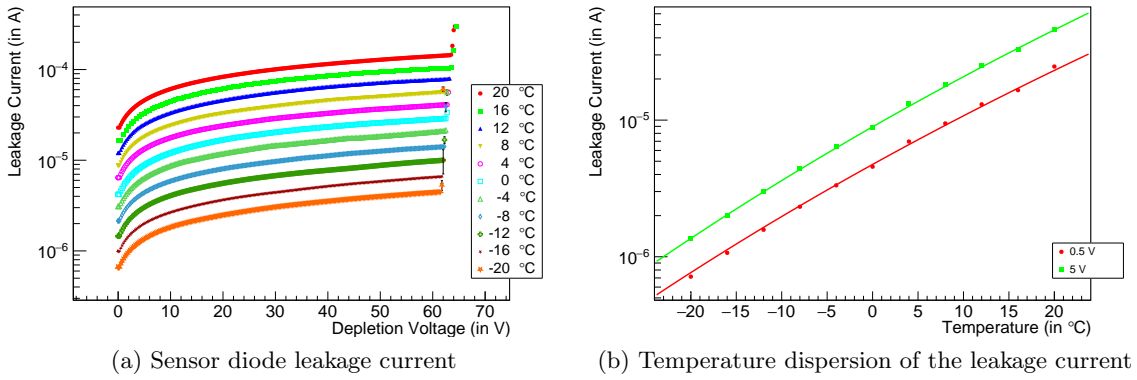 Leakage Current (in A)
10⁻⁴
10⁻⁵
10⁻⁶
0 10 20 30 40 50 60 70
Depletion Voltage (in V)
20 °C
16 °C
12 °C
8 °C
4 °C
0 °C
-4 °C
-8 °C
-12 °C
-16 °C
-20 °C
(a) Sensor diode leakage current
Leakage Current (in A)
10⁻⁵
10⁻⁶
−20 −15 −10 −5 0 5 10 15 20
Temperature (in °C)
0.5 V
5 V
(b) Temperature dispersion of the leakage current